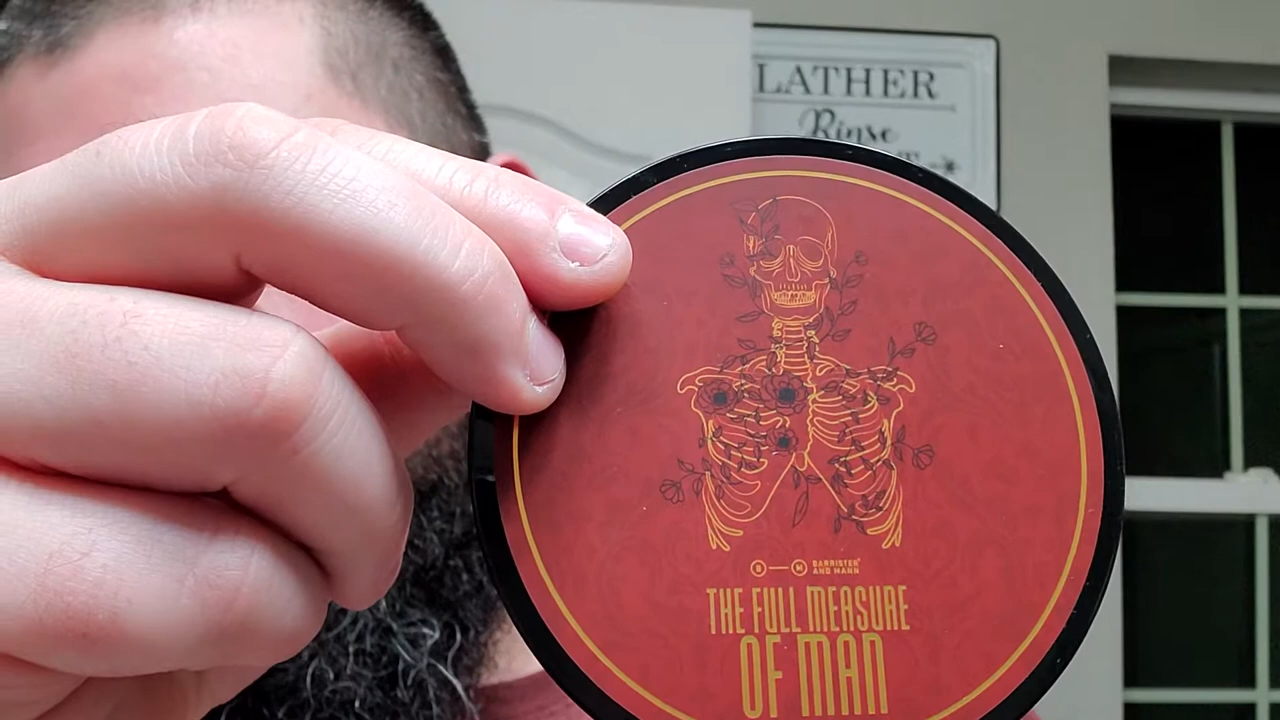 LATHER
Rinse
B M BARRISTER
AND MANN
THE FULL MEASURE
OF MAN